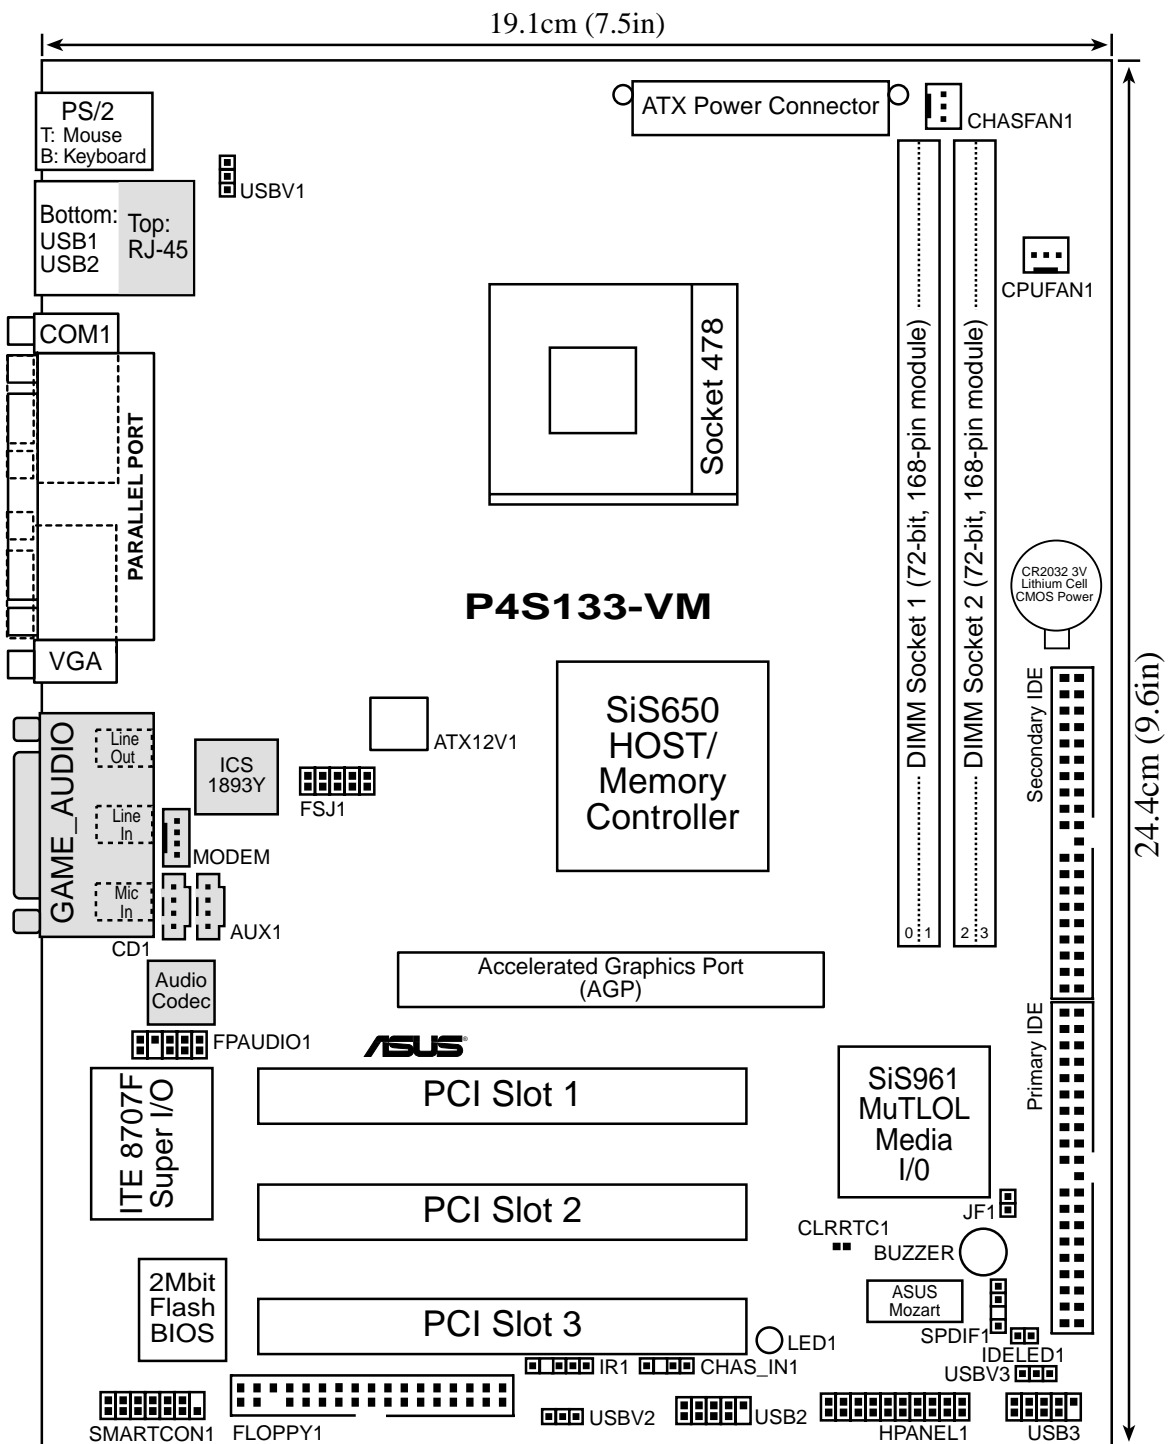 19.1cm (7.5in)
PS/2
T: Mouse
B: Keyboard
ATX Power Connector
CHASFAN1
USBV1
Bottom:
USB1
USB2
Top:
RJ-45
CPUFAN1
COM1
Socket 478
PARALLEL PORT
DIMM Socket 1 (72-bit, 168-pin module)
DIMM Socket 2 (72-bit, 168-pin module)
CR2032 3V
Lithium Cell
CMOS Power
P4S133-VM
VGA
24.4cm (9.6in)
Secondary IDE
GAME_AUDIO
Line
Out
Line
In
Mic
In
ICS
1893Y
ATX12V1
FSJ1
SiS650
HOST/
Memory
Controller
MODEM
CD1
AUX1
0 1
2 3
Audio
Codec
Accelerated Graphics Port
(AGP)
FPAUDIO1
ASUS
®
Primary IDE
ITE 8707F
Super I/O
PCI Slot 1
SiS961
MuTLOL
Media
I/0
PCI Slot 2
JF1
CLRRTC1
BUZZER
2Mbit
Flash
BIOS
PCI Slot 3
ASUS
Mozart
LED1
SPDIF1
IDELED1
IR1
CHAS_IN1
USBV3
SMARTCON1
FLOPPY1
USBV2
USB2
HPANEL1
USB3